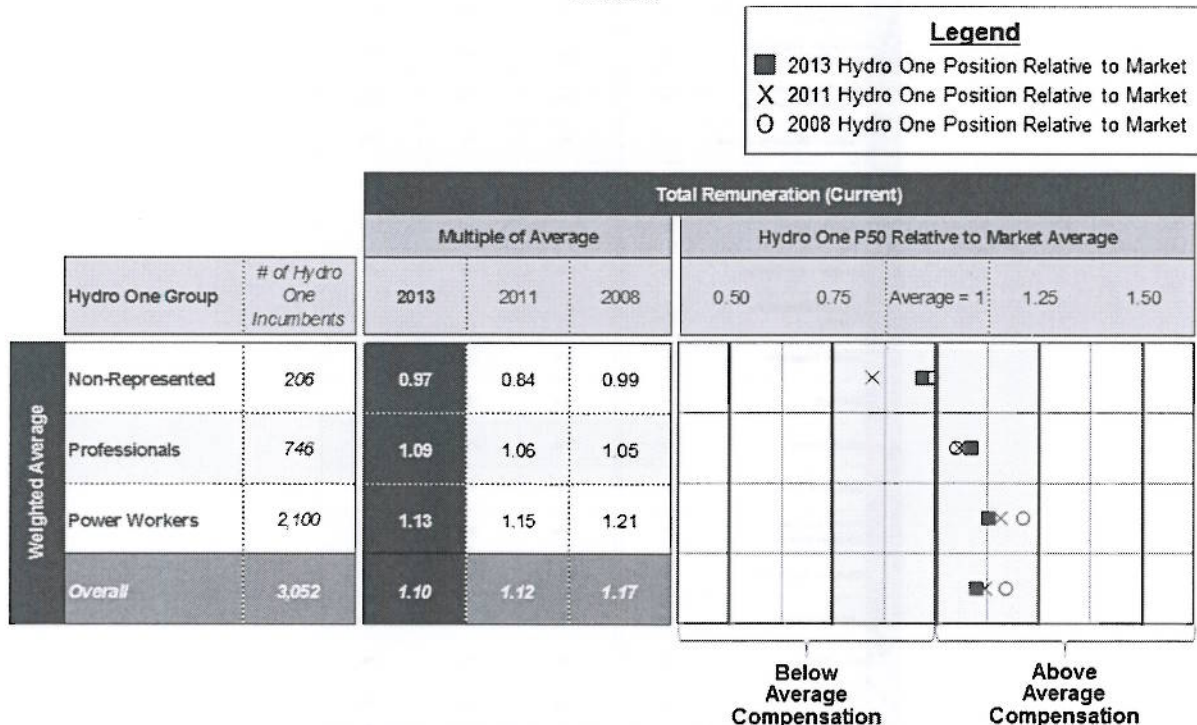 Legend
2013 Hydro One Position Relative to Market
2011 Hydro One Position Relative to Market
2008 Hydro One Position Relative to Market
Total Remuneration (Current)
Multiple of Average
Hydro One P50 Relative to Market Average
Hydro One Group
# of Hydro
One
Incumbents
2013 2011 2008
0.50 0.75 Average = 1 1.25 1.50
Weighted Average
Non-Represented 206 0.97 0.84 0.99
Professionals 746 1.09 1.06 1.05
Power Workers 2,100 1.13 1.15 1.21
Overall 3,052 1.10 1.12 1.17
Below
Average
Compensation
Above
Average
Compensation